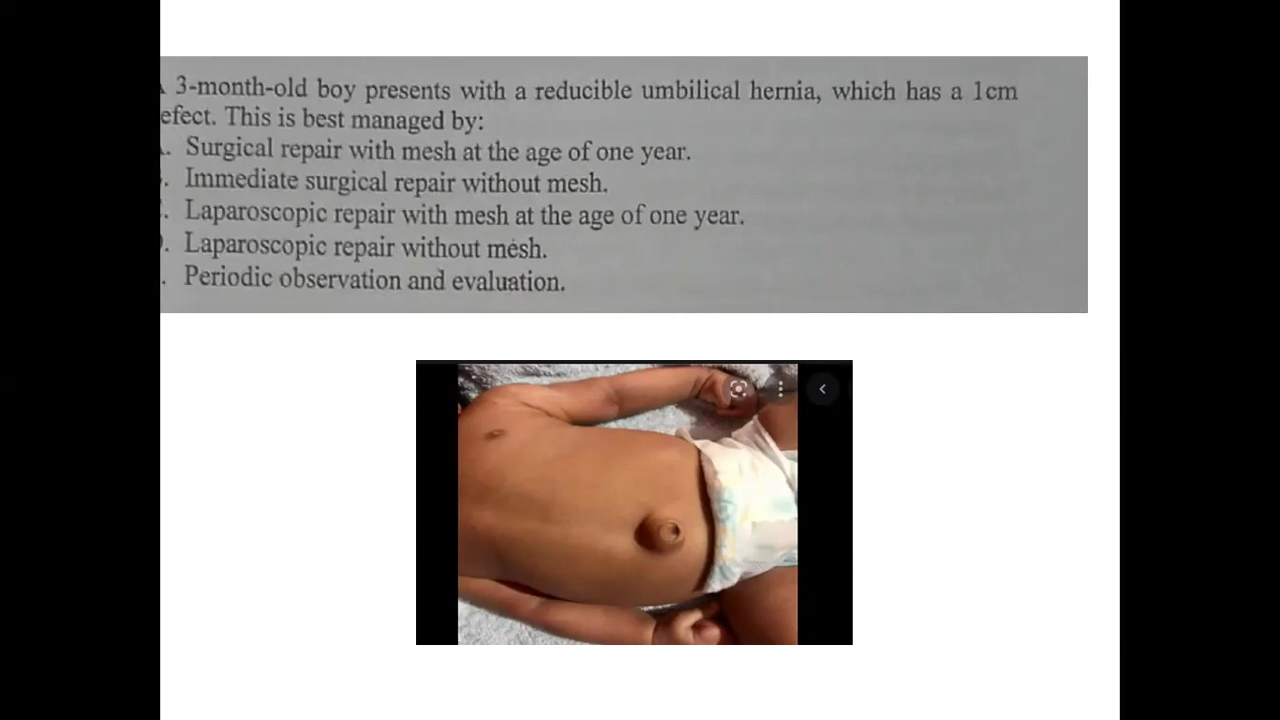 3-month-old boy presents with a reducible umbilical hernia, which has a 1cm
efect. This is best managed by:
. Surgical repair with mesh at the age of one year.
. Immediate surgical repair without mesh.
. Laparoscopic repair with mesh at the age of one year.
. Laparoscopic repair without mesh.
. Periodic observation and evaluation.